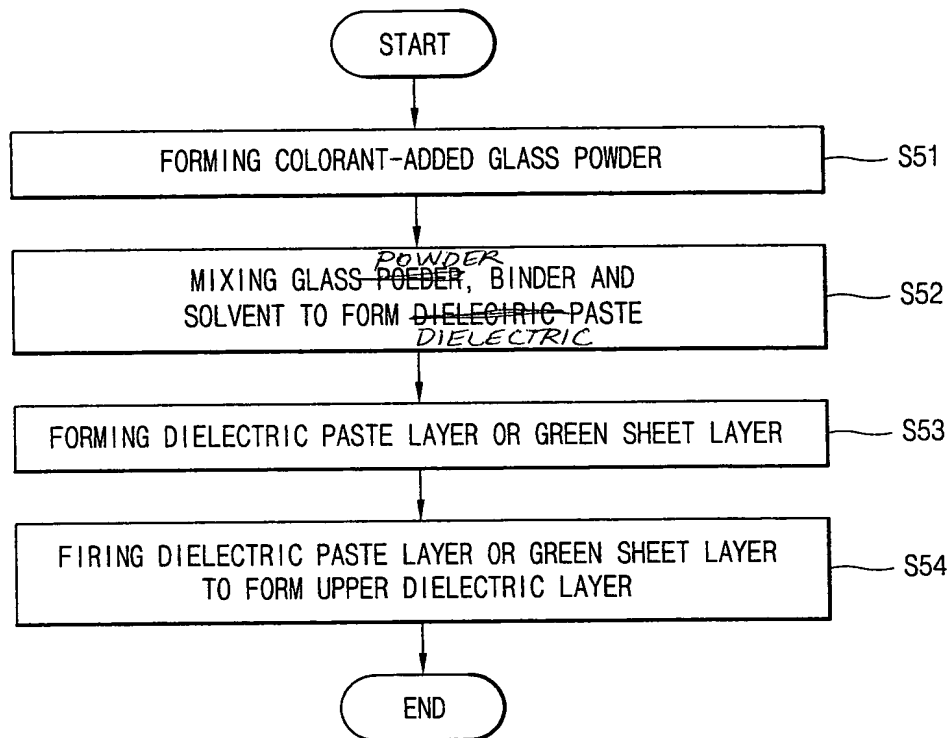 START
FORMING COLORANT-ADDED GLASS POWDER
S51
POWDER
MIXING GLASS POEDER, BINDER AND
SOLVENT TO FORM DIELECIRIC PASTE
DIELECTRIC
S52
FORMING DIELECTRIC PASTE LAYER OR GREEN SHEET LAYER
S53
FIRING DIELECTRIC PASTE LAYER OR GREEN SHEET LAYER
TO FORM UPPER DIELECTRIC LAYER
S54
END